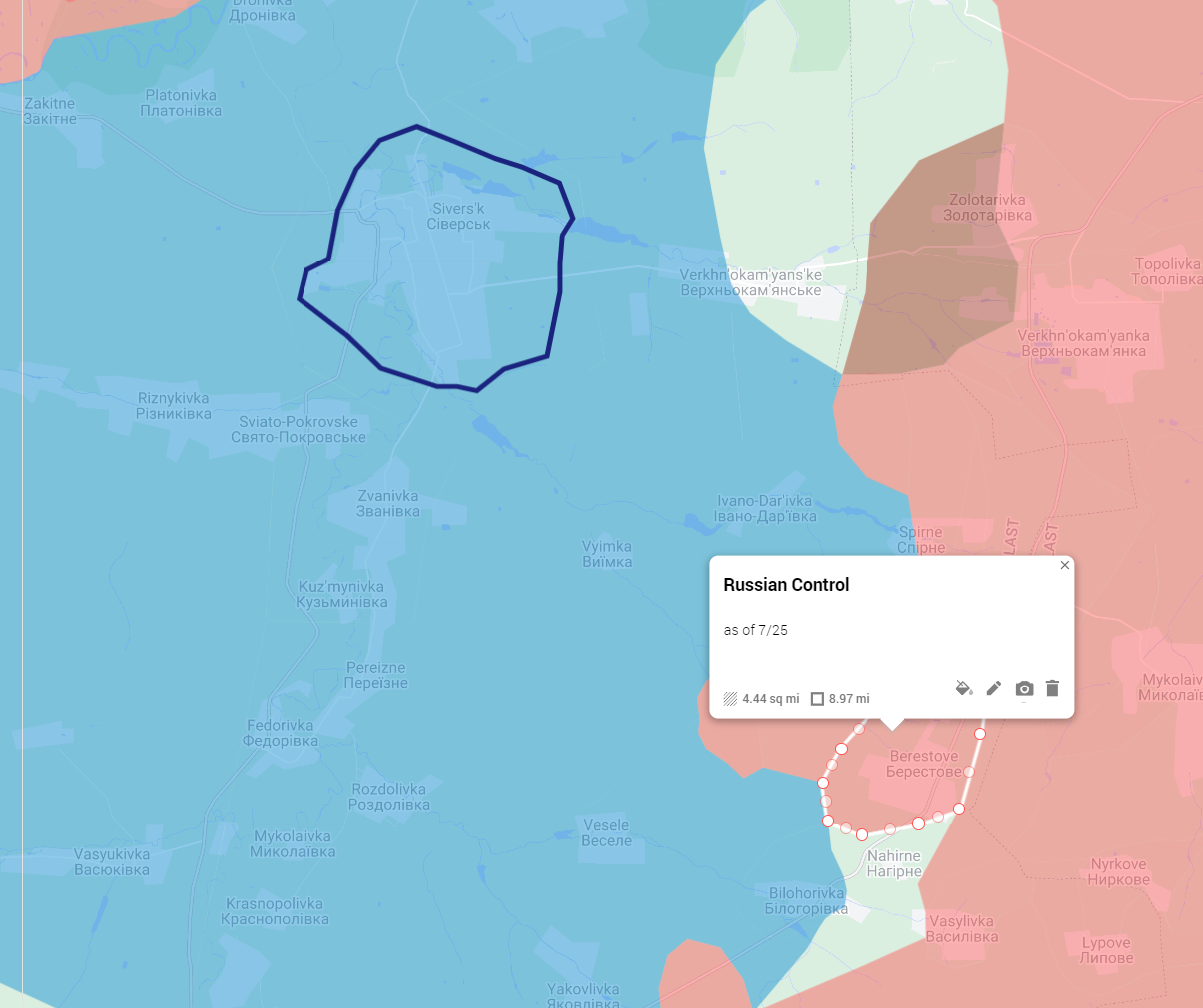 Dronivka
Дронівка
Zakitne
Закітне
Platonivka
Платонівка
Sivers'k
Сіверськ
Zolotarivka
Золотарівка
Verkhn'okam'yans'ke
Верхньокам'янське
Topolivka
Тополівка
Verkhn'okam'yanka
Верхньокам'янка
Riznykivka
Різниківка
Sviato-Pokrovske
Свято-Покровське
Zvanivka
Званівка
Ivano-Dar'ivka
Івано-Дар'ївка
Spirne
Спірне
LAST
LAST
Vyimka
Виїмка
Russian Control
as of 7/25
4.44 sq mi 8.97 mi
Kuz'mynivka
Кузьминівка
Pereizne
Переїзне
Mykolaiv
Миколаїв
Fedorivka
Федорівка
Berestove
Берестове
Rozdolivka
Роздолівка
Vesele
Веселе
Mykolaivka
Миколаївка
Vasyukivka
Васюківка
Nahirne
Нагірне
Nyrkove
Ниркове
Krasnopolivka
Краснополівка
Bilohorivka
Білогорівка
Vasylivka
Василівка
Lypove
Липове
Yakovlivka
Яковлівка